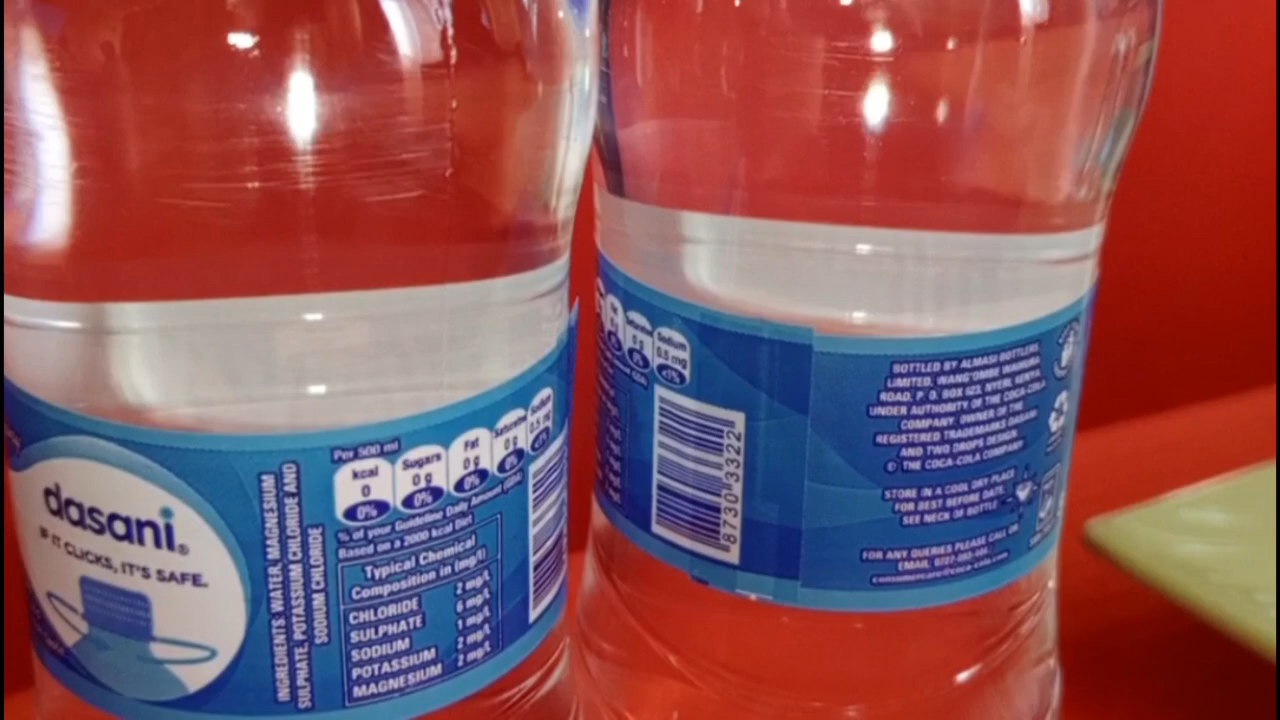 dasani®
IF IT CLICKS, IT'S SAFE.
INGREDIENTS: WATER, MAGNESIUM
SULPHATE, POTASSIUM CHLORIDE AND
SODIUM CHLORIDE
Per 500 ml
kcal 0 0%
Sugars 0 g 0%
Fat 0 g 0%
Saturates 0 g 0%
Sodium 0.5 mg <1%
% of your Guideline Daily Amount (GDA)
Based on a 2000 kcal Diet
Typical Chemical
Composition in (mg/l)
CHLORIDE 2 mg/L
SULPHATE 6 mg/L
SODIUM 1 mg/L
POTASSIUM 2 mg/L
MAGNESIUM 2 mg/L
0 g
Sodium
0.5 mg
<1%
8730 3322
BOTTLED BY ALMASI BOTTLERS
LIMITED, WANG'OMBE WAIHURA
ROAD, P. O. BOX 523, NYERI, KENYA
UNDER AUTHORITY OF THE COCA-COLA
COMPANY. OWNER OF THE
REGISTERED TRADEMARKS DASANI
AND TWO DROPS DESIGN.
© THE COCA-COLA COMPANY
STORE IN A COOL DRY PLACE
FOR BEST BEFORE DATE,
SEE NECK OF BOTTLE
FOR ANY QUERIES PLEASE CALL OR
EMAIL:
consumercare@coca-cola.com